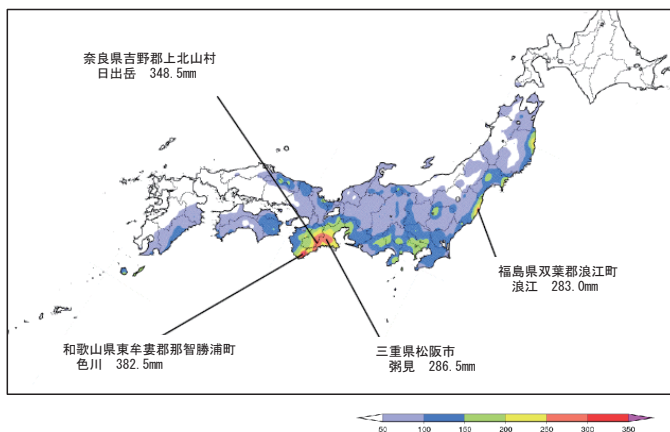 奈良県吉野郡上北山村
日出岳 348.5mm
福島県双葉郡浪江町
浪江 283.0mm
和歌山県東牟婁郡那智勝浦町
色川 382.5mm
三重県松阪市
粥見 286.5mm
50 100 150 200 250 300 350